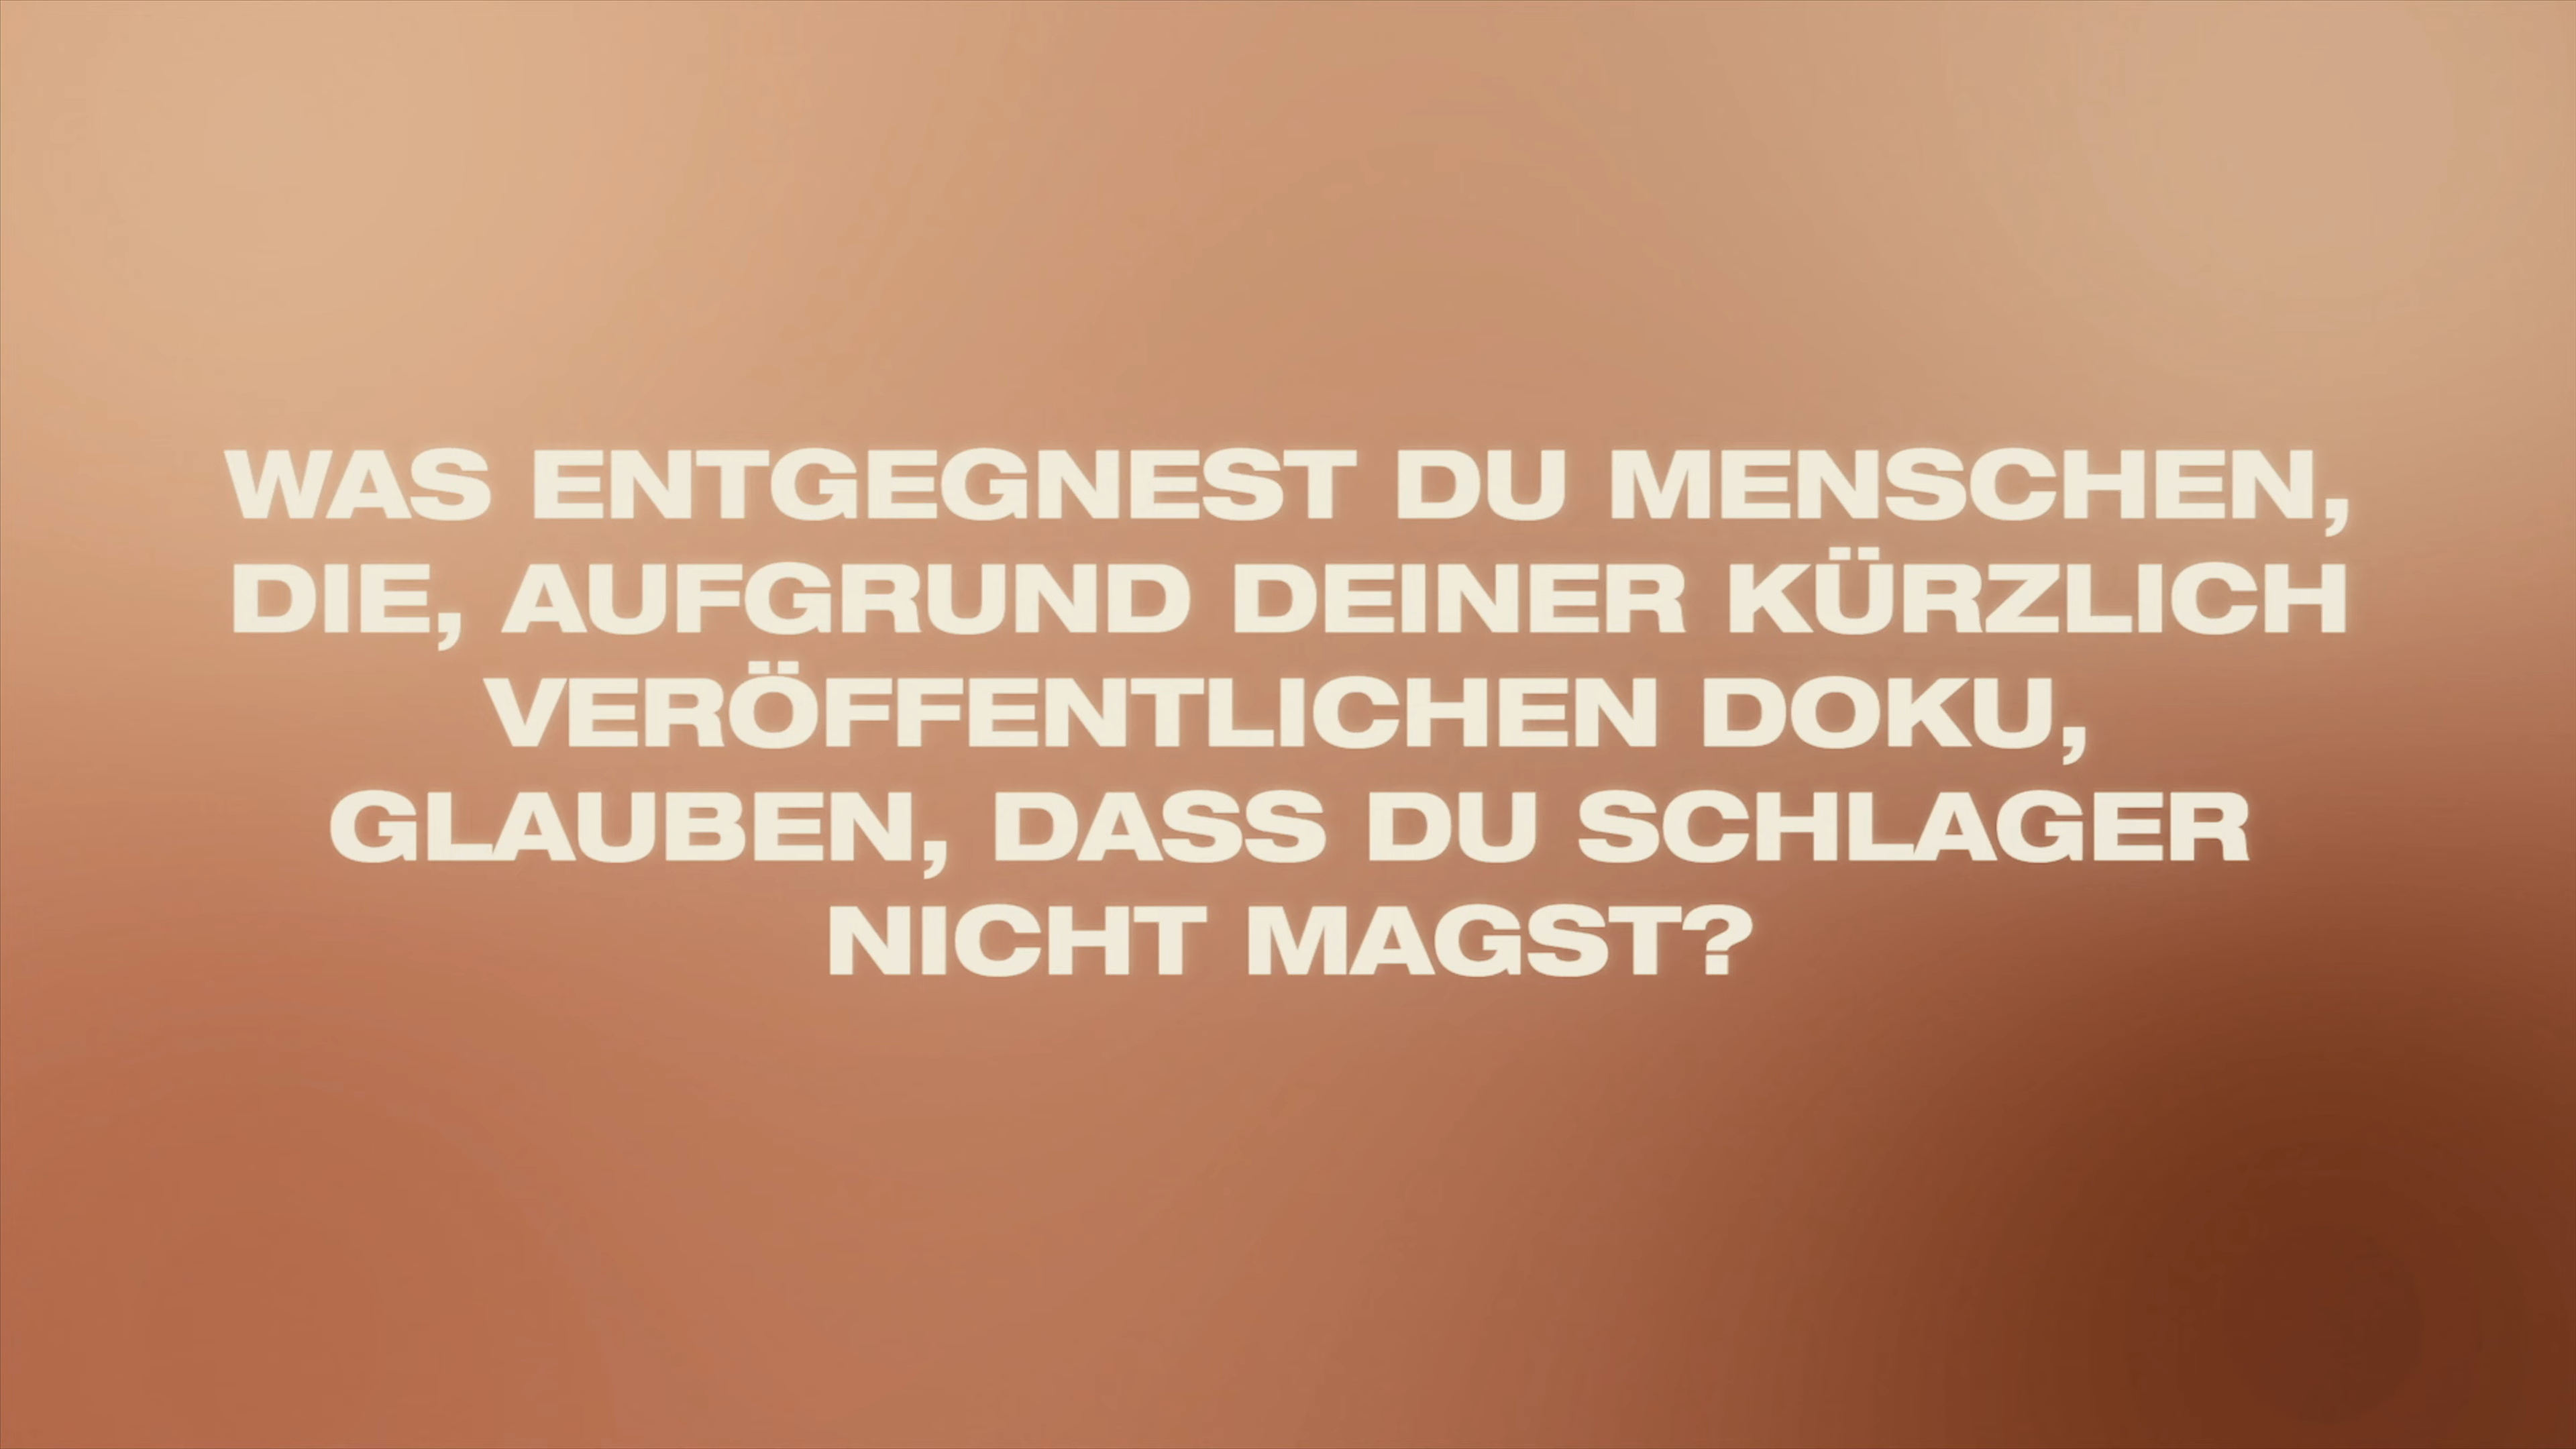 WAS ENTGEGNEST DU MENSCHEN,
DIE, AUFGRUND DEINER KÜRZLICH
VERÖFFENTLICHEN DOKU,
GLAUBEN, DASS DU SCHLAGER
NICHT MAGST?